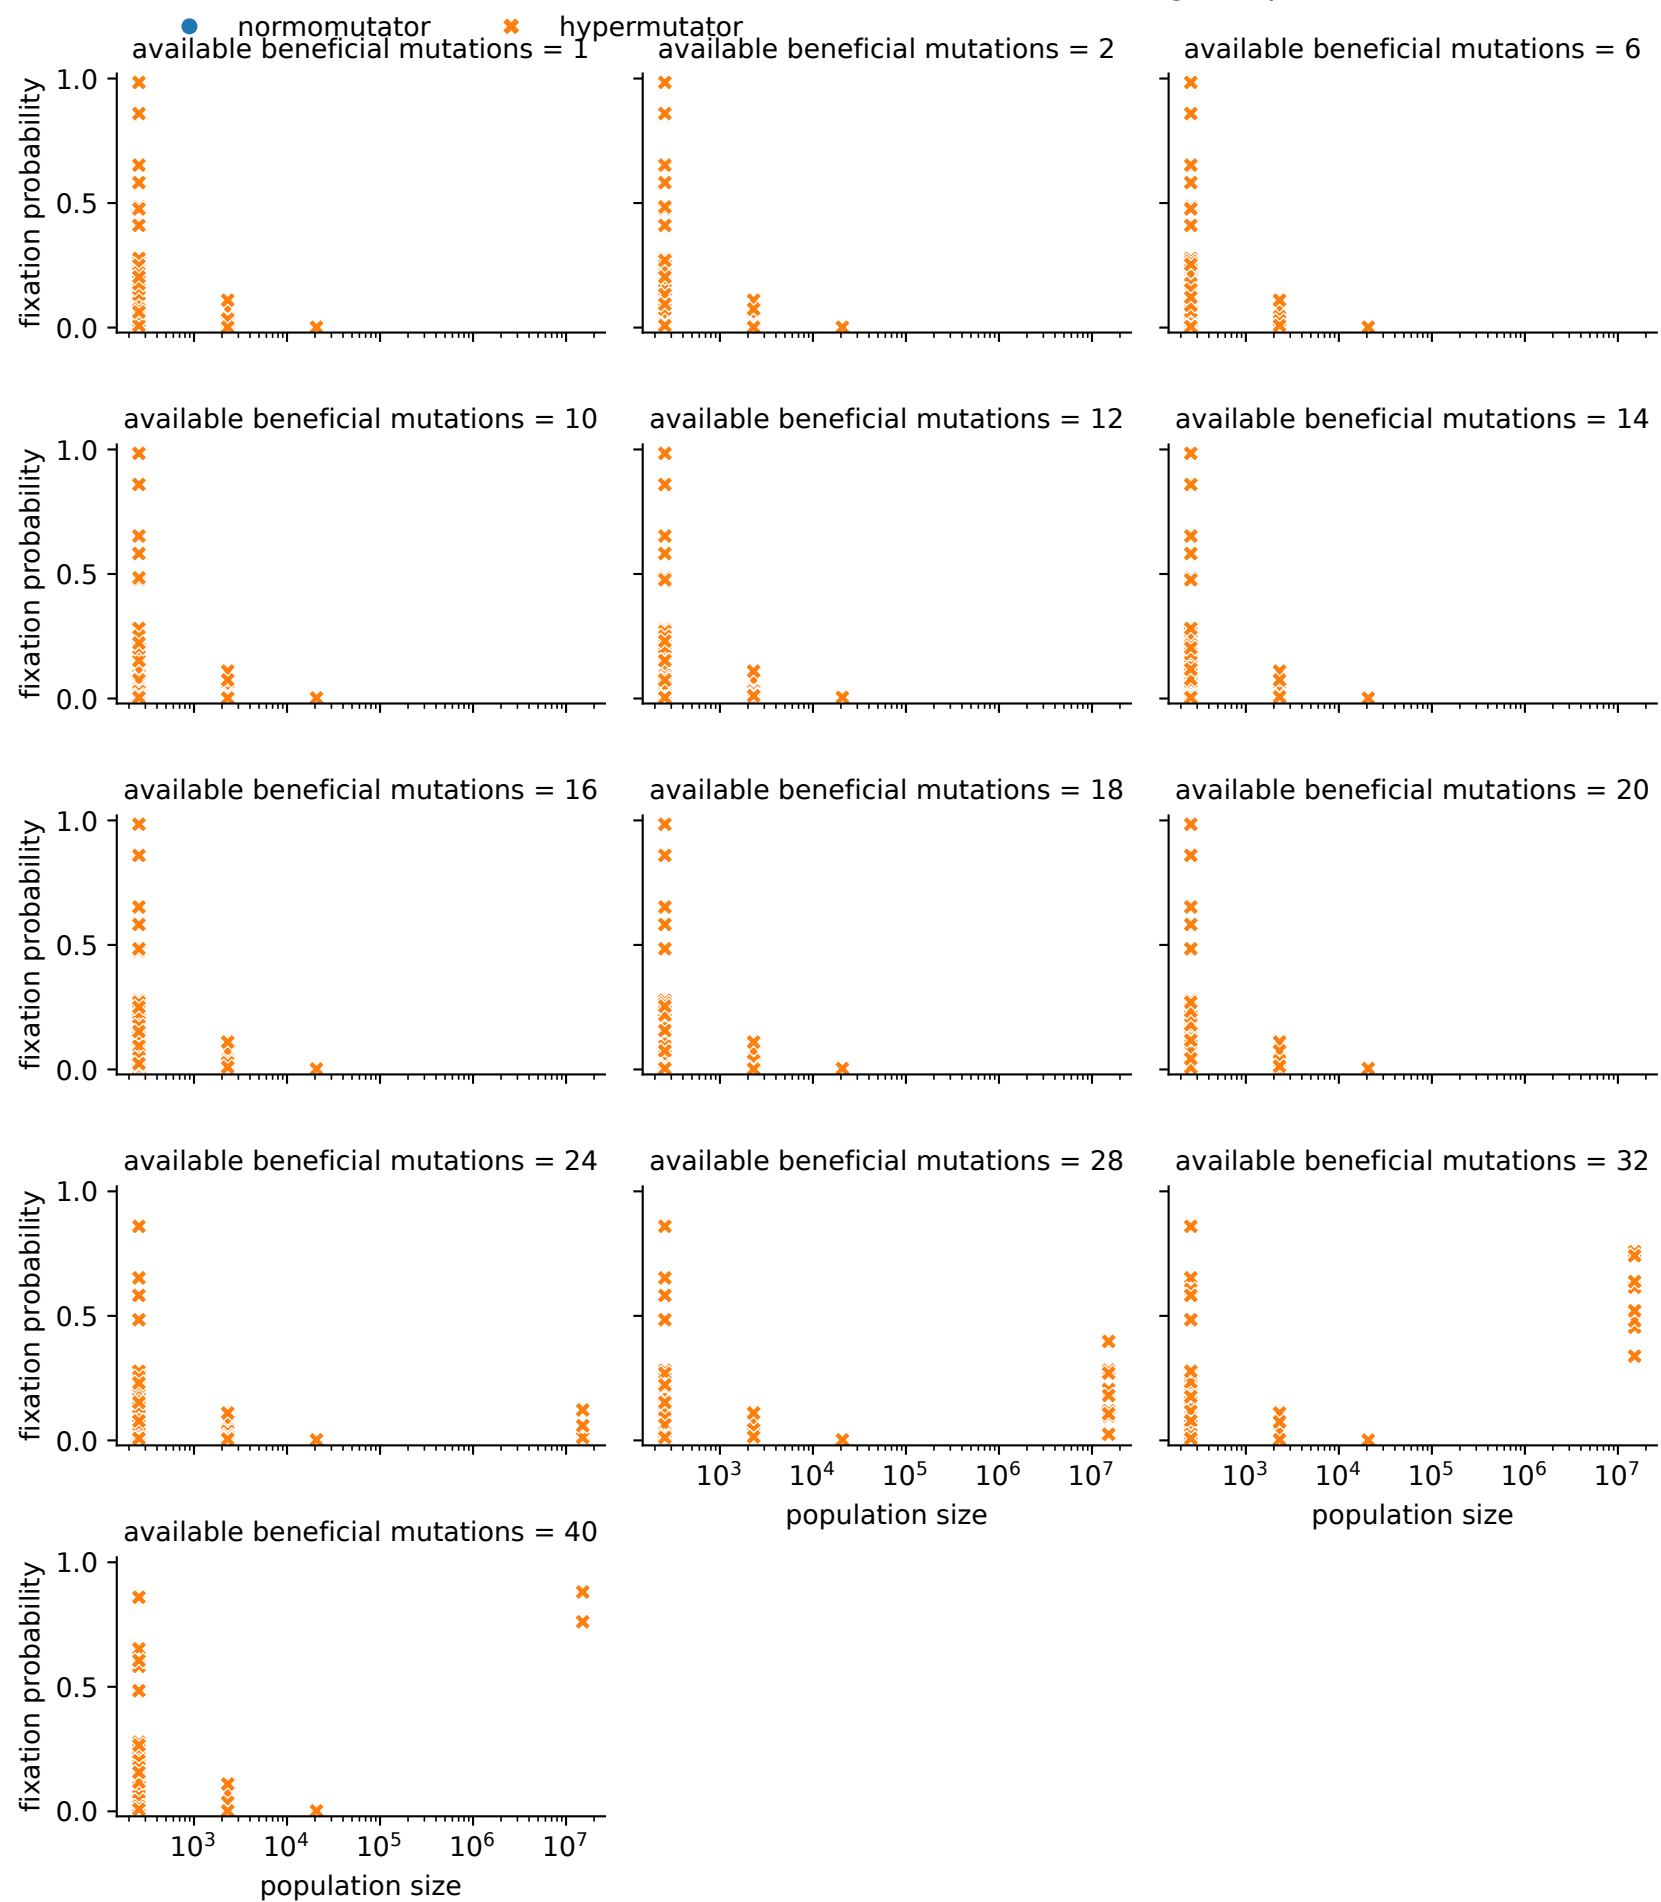 normomutator hypermutator
available beneficial mutations = 1 available beneficial mutations = 2 available beneficial mutations = 6
fixation probability
1.0
0.5
0.0
available beneficial mutations = 10 available beneficial mutations = 12 available beneficial mutations = 14
fixation probability
1.0
0.5
0.0
available beneficial mutations = 16 available beneficial mutations = 18 available beneficial mutations = 20
fixation probability
1.0
0.5
0.0
available beneficial mutations = 24 available beneficial mutations = 28 available beneficial mutations = 32
fixation probability
1.0
0.5
0.0
10³ 10⁴ 10⁵ 10⁶ 10⁷ 10³ 10⁴ 10⁵ 10⁶ 10⁷
population size population size
available beneficial mutations = 40
fixation probability
1.0
0.5
0.0
10³ 10⁴ 10⁵ 10⁶ 10⁷
population size